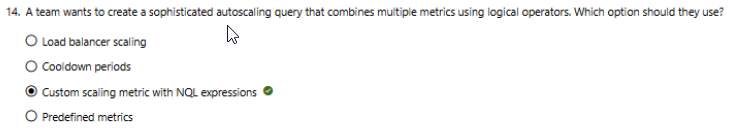 14. A team wants to create a sophisticated autoscaling query that combines multiple metrics using logical operators. Which option should they use?
Load balancer scaling
Cooldown periods
Custom scaling metric with NQL expressions
Predefined metrics